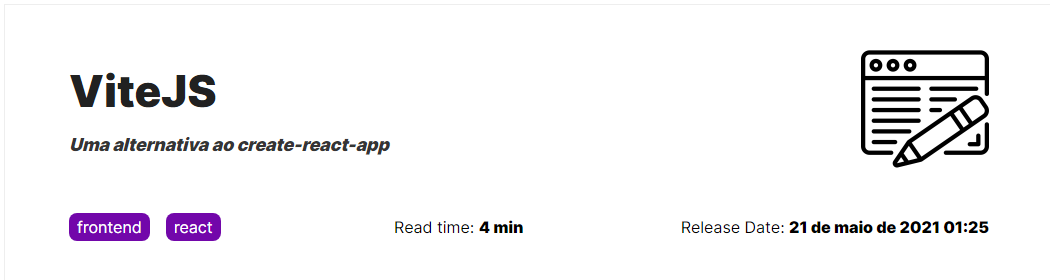 ViteJS
Uma alternativa ao create-react-app
frontend react Read time: 4 min Release Date: 21 de maio de 2021 01:25